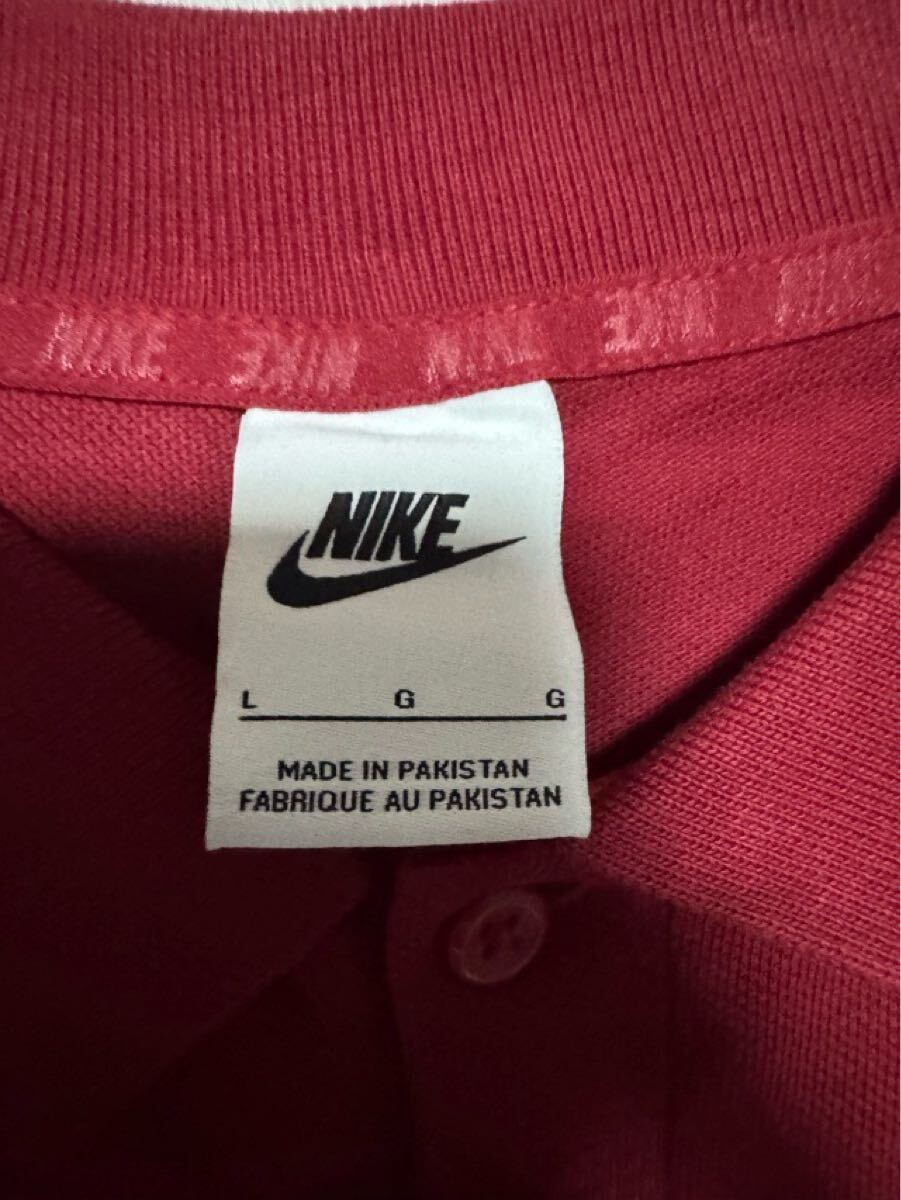 NIKE NIKE NIKE NIKE
NIKE
L G G
MADE IN PAKISTAN
FABRIQUE AU PAKISTAN